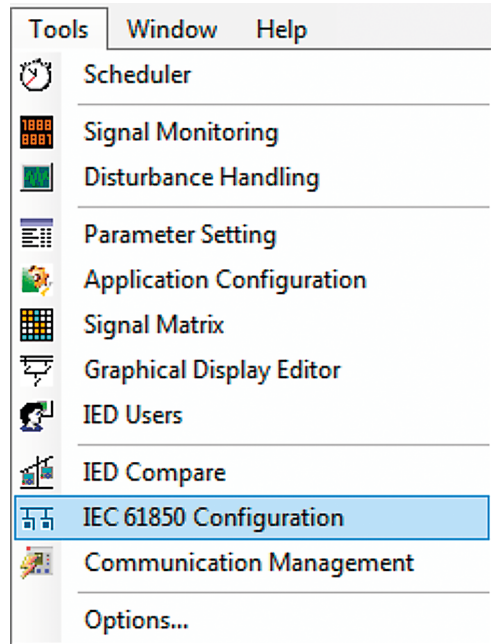 Tools Window Help
Scheduler
Signal Monitoring
Disturbance Handling
Parameter Setting
Application Configuration
Signal Matrix
Graphical Display Editor
IED Users
IED Compare
IEC 61850 Configuration
Communication Management
Options...